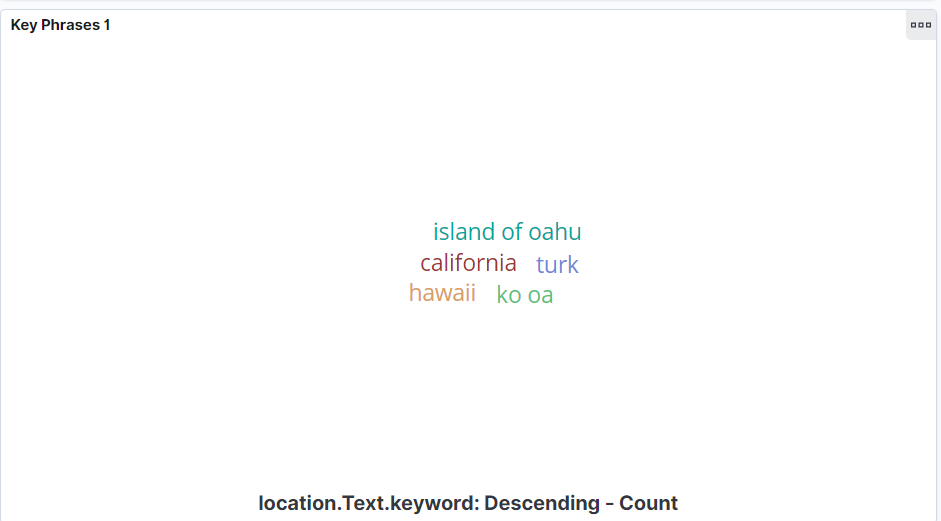 Key Phrases 1
island of oahu
california turk
hawaii ko oa
location.Text.keyword: Descending - Count